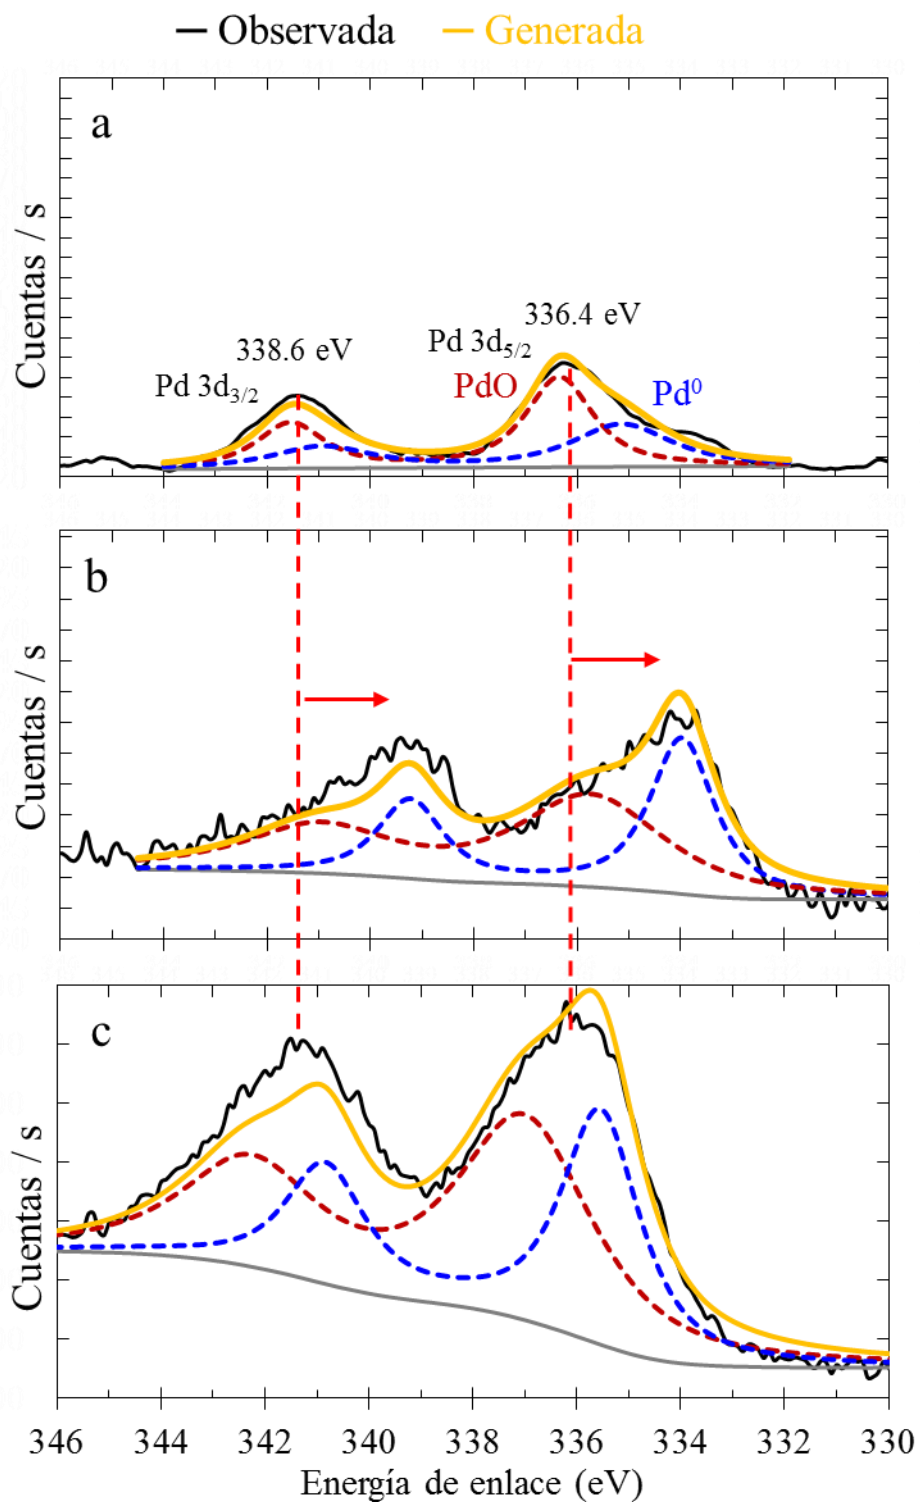 Observada Generada
a
Cuentas / s
336.4 eV
Pd 3d5/2
338.6 eV
Pd 3d3/2
PdO
Pd0
b
Cuentas / s
c
Cuentas / s
346 344 342 340 338 336 334 332 330
Energía de enlace (eV)